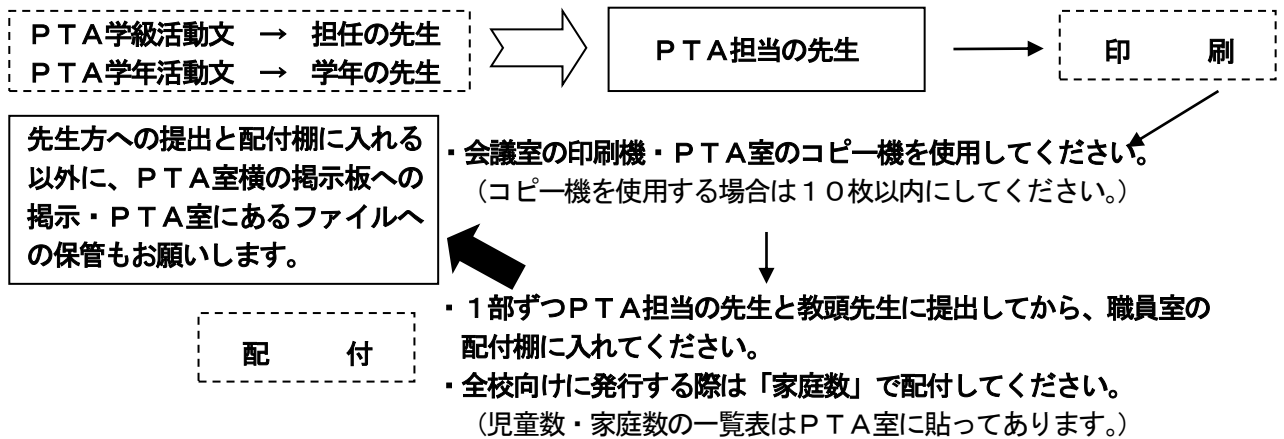 ＰＴＡ学級活動文　→　担任の先生
ＰＴＡ学年活動文　→　学年の先生
ＰＴＡ担当の先生
印　　　刷
先生方への提出と配付棚に入れる
以外に、ＰＴＡ室横の掲示板への
掲示・ＰＴＡ室にあるファイルへ
の保管もお願いします。
・会議室の印刷機・ＰＴＡ室のコピー機を使用してください。
（コピー機を使用する場合は１０枚以内にしてください。）
配　　　付
・１部ずつＰＴＡ担当の先生と教頭先生に提出してから、職員室の
配付棚に入れてください。
・全校向けに発行する際は「家庭数」で配付してください。
（児童数・家庭数の一覧表はＰＴＡ室に貼ってあります。）